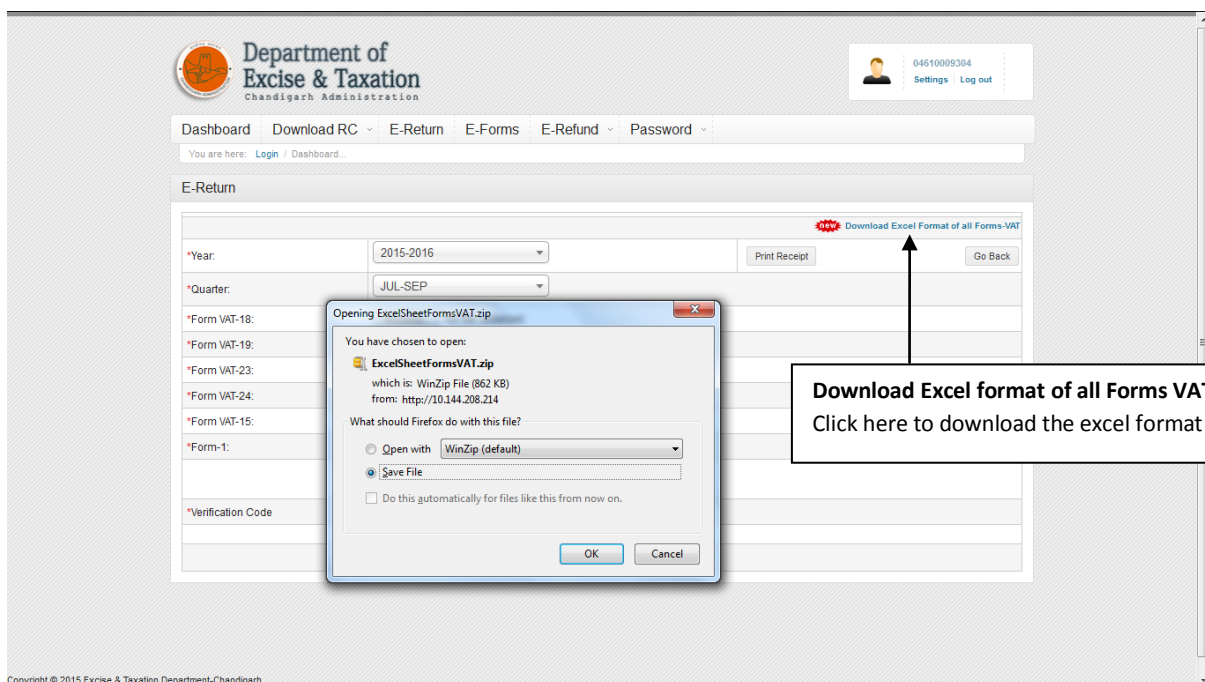 Department of
Excise & Taxation
Chandigarh Administration
04610009304
Settings Log out
Dashboard Download RC E-Return E-Forms E-Refund Password
You are here: Login / Dashboard...
E-Return
new Download Excel Format of all Forms-VAT
*Year: 2015-2016 Print Receipt Go Back
*Quarter: JUL-SEP
*Form VAT-18:
*Form VAT-19:
*Form VAT-23:
*Form VAT-24:
*Form VAT-15:
*Form-1:
*Verification Code
Opening ExcelSheetFormsVAT.zip
You have chosen to open:
ExcelSheetFormsVAT.zip
which is: WinZip File (862 KB)
from: http://10.144.208.214
What should Firefox do with this file?
Open with WinZip (default)
Save File
Do this automatically for files like this from now on.
OK Cancel
Download Excel format of all Forms VAT
Click here to download the excel format
Copyright © 2015 Excise & Taxation Department-Chandigarh